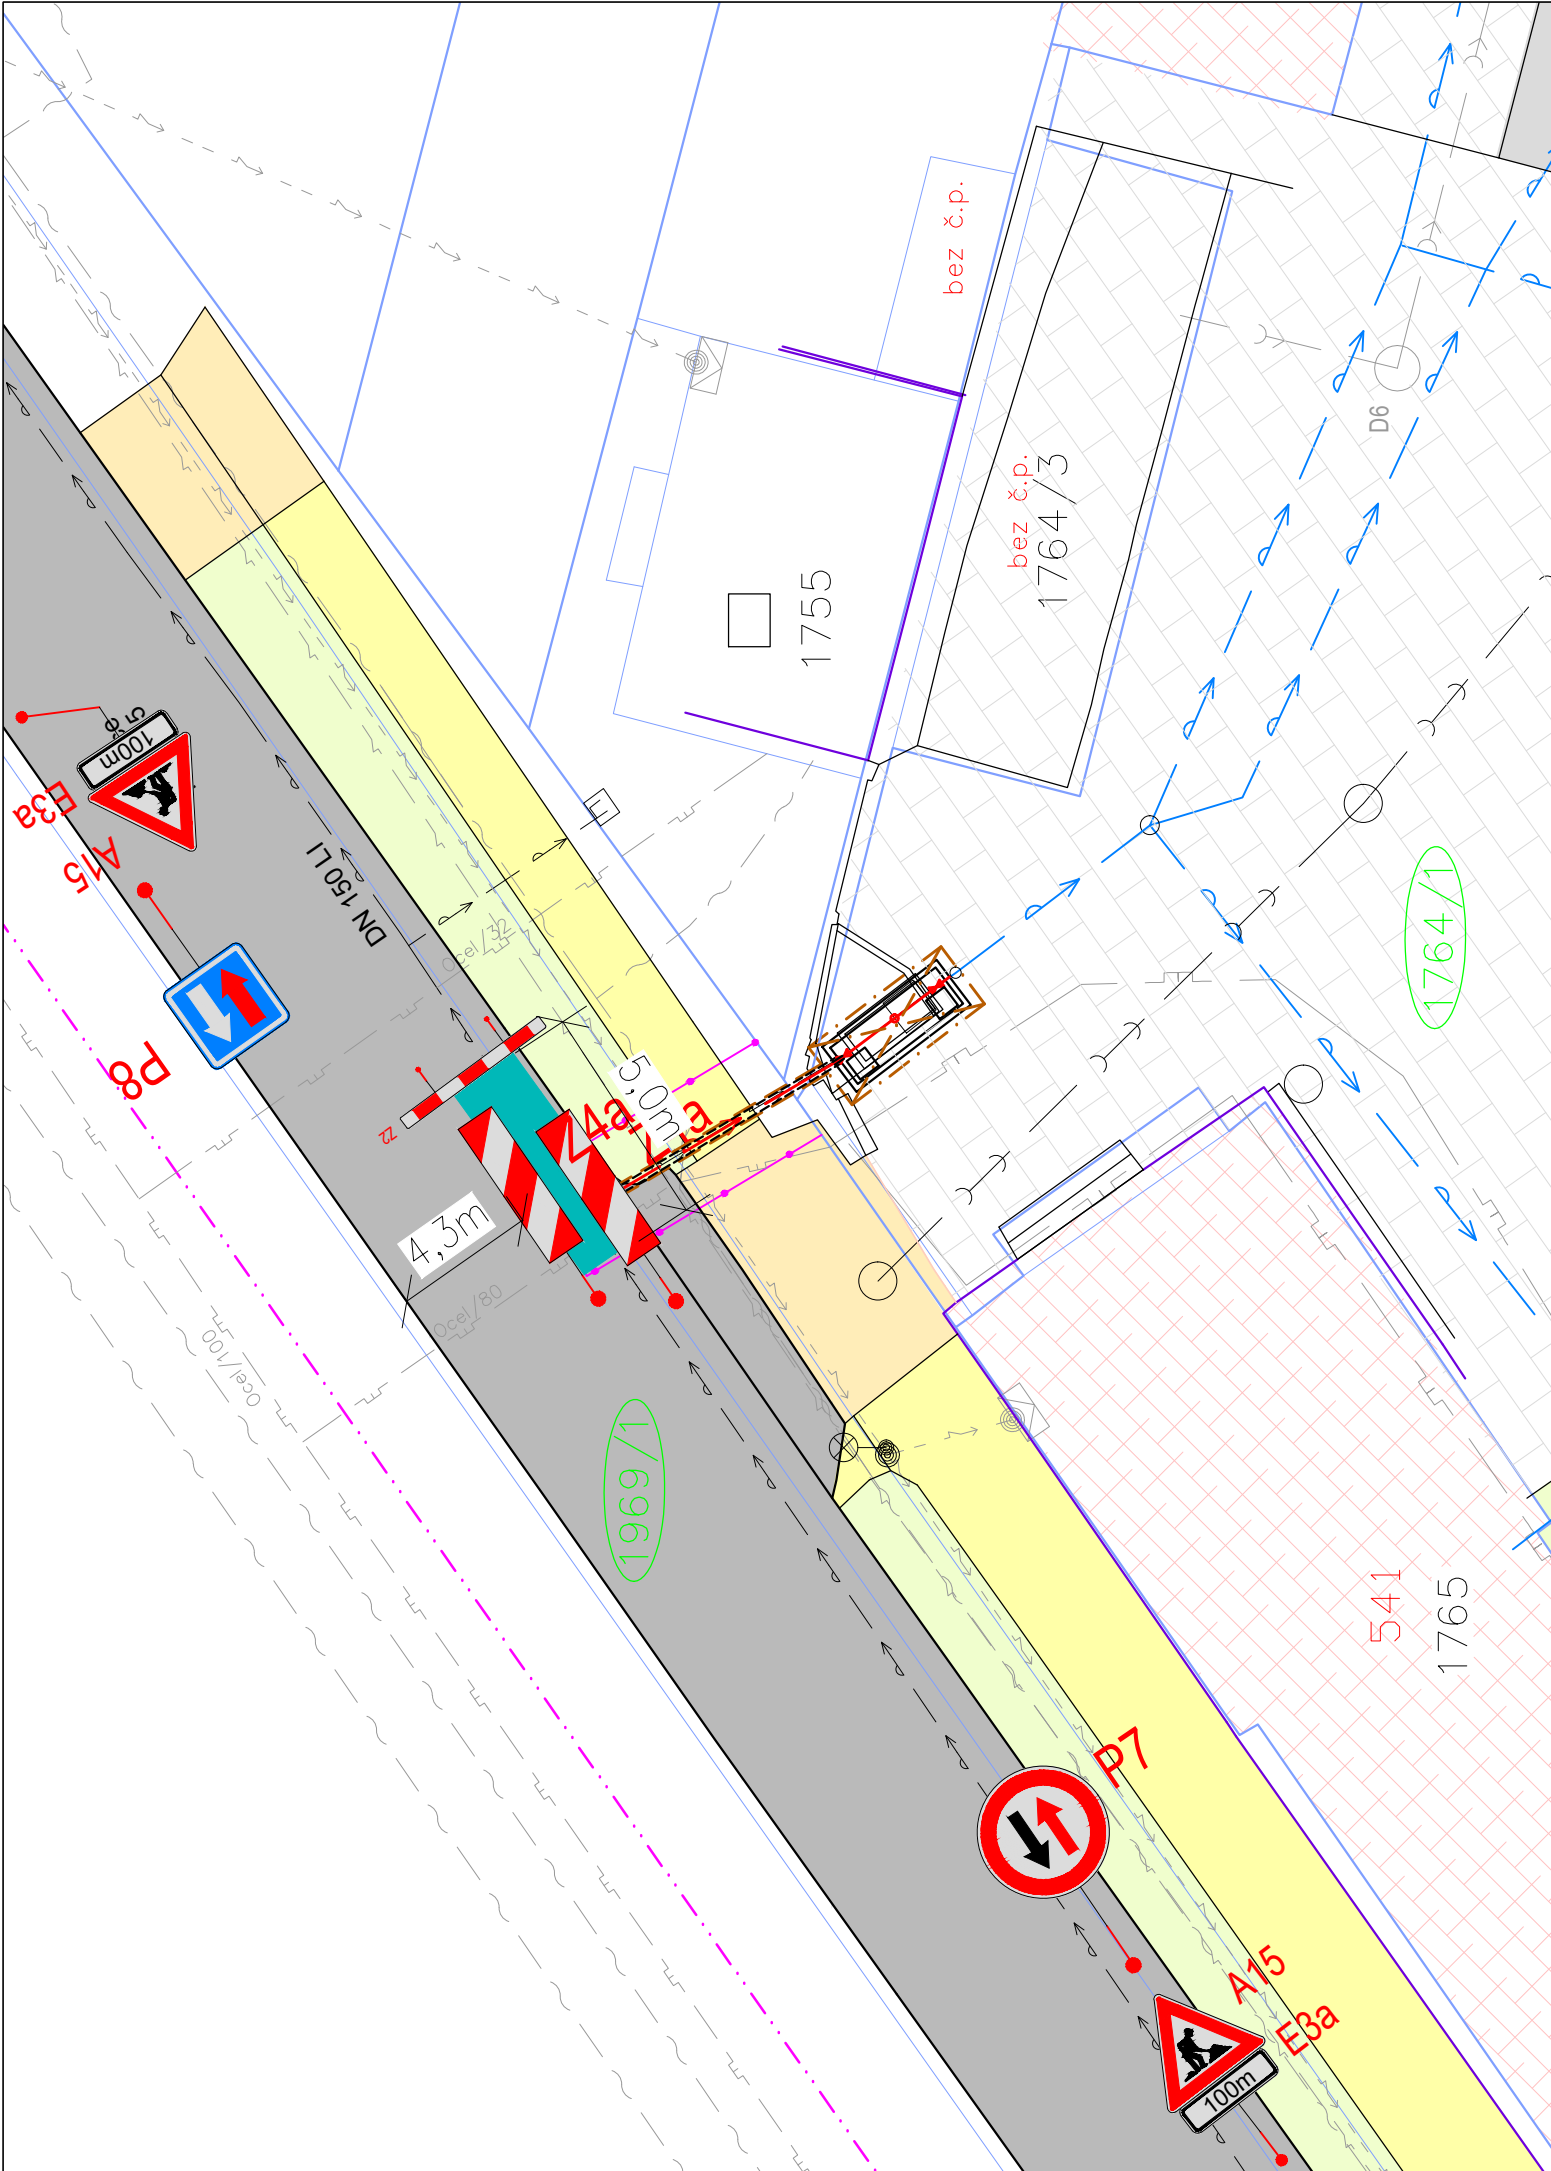 bez č.p.
bez č.p.
1764/3
D6
1755
100m
E3a
A15
DN 150 LI
1764/1
Ocel/32
P8
5,0m
Z4a
Z2
4,3m
Ocel/80
Ocel/100
1969/1
541
1765
P7
A15
E3a
100m